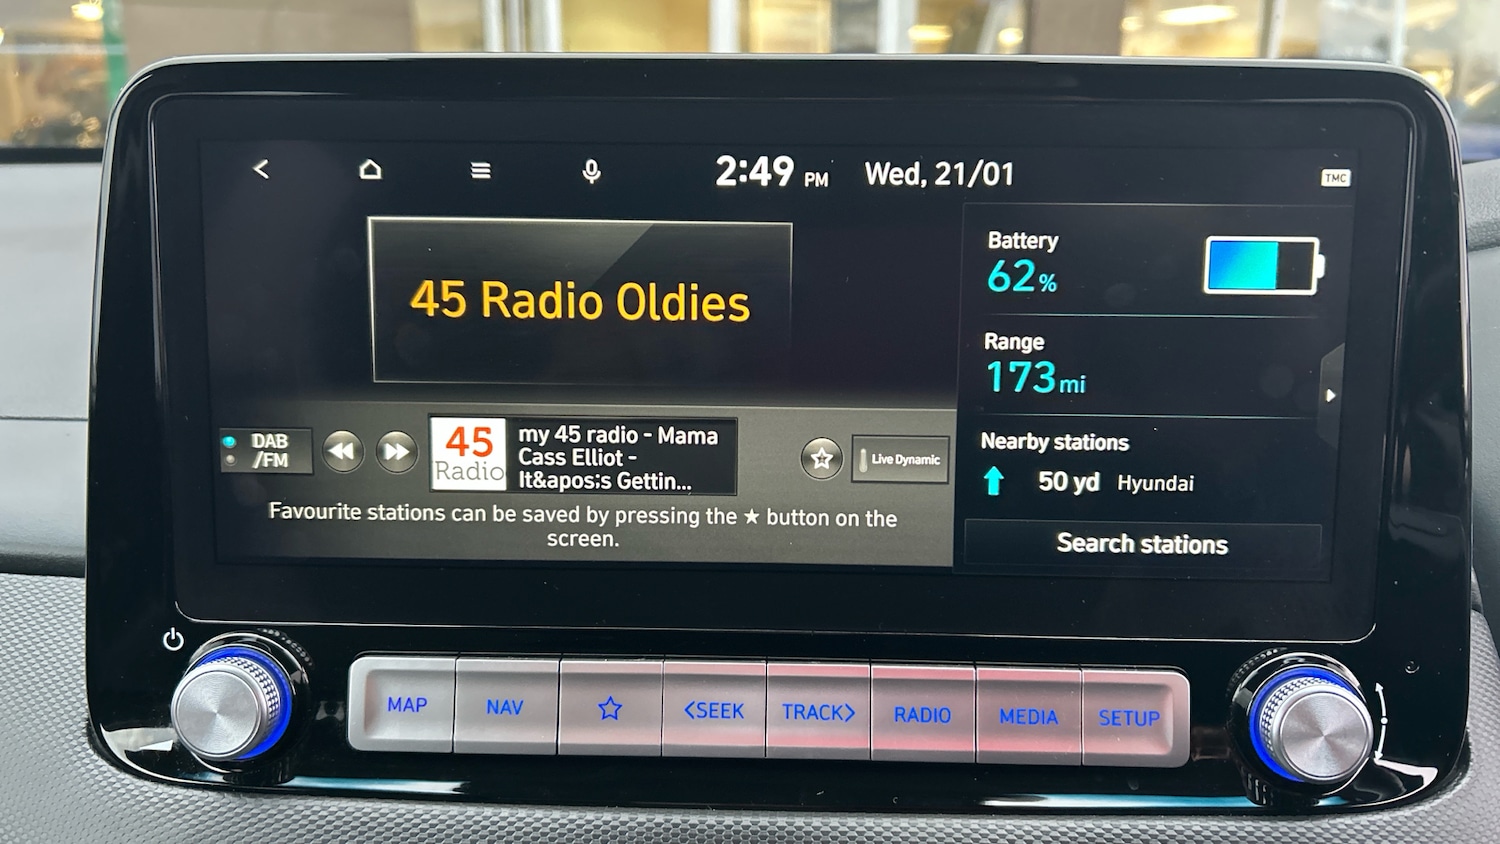 2:49 PM Wed, 21/01
TMC
45 Radio Oldies
DAB
/FM
45
Radio
my 45 radio - Mama
Cass Elliot -
It&apos;s Gettin...
Live Dynamic
Favourite stations can be saved by pressing the ★ button on the
screen.
Battery
62%
Range
173mi
Nearby stations
50 yd Hyundai
Search stations
MAP
NAV
<SEEK
TRACK>
RADIO
MEDIA
SETUP